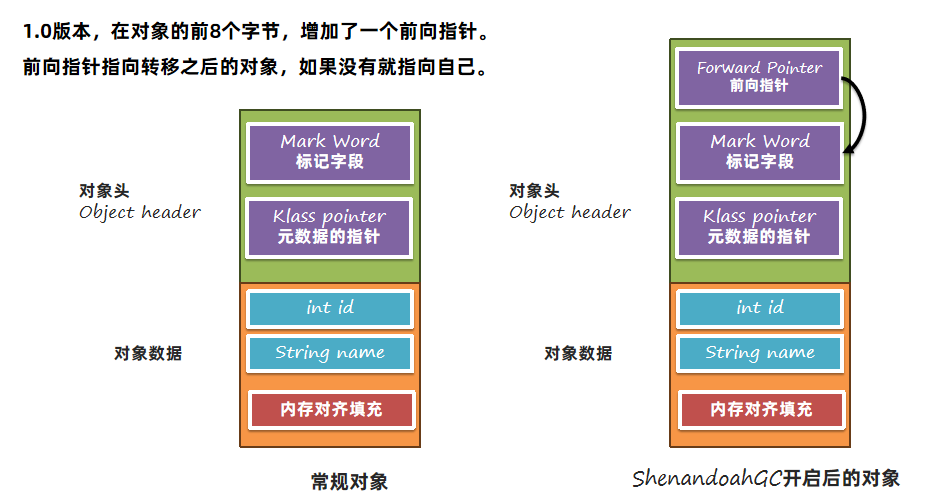 1.0版本，在对象的前8个字节，增加了一个前向指针。
前向指针指向转移之后的对象，如果没有就指向自己。
对象头
Object header
Mark Word
标记字段
Klass pointer
元数据的指针
对象数据
int id
String name
内存对齐填充
常规对象
对象头
Object header
Forward Pointer
前向指针
Mark Word
标记字段
Klass pointer
元数据的指针
对象数据
int id
String name
内存对齐填充
ShenandoahGC开启后的对象